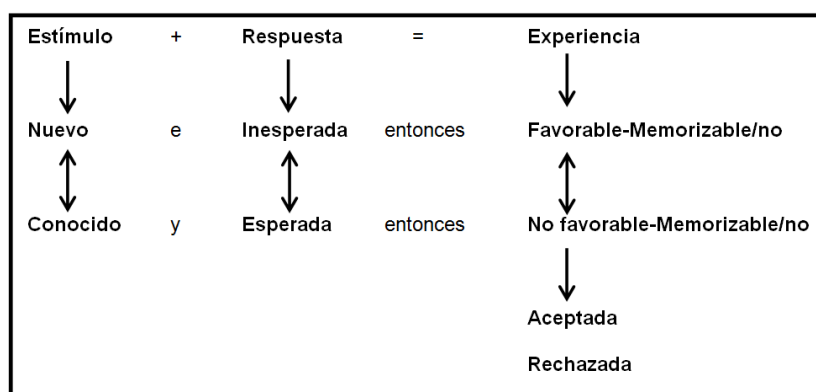 Estímulo + Respuesta = Experiencia
Nuevo e Inesperada entonces Favorable-Memorizable/no
Conocido y Esperada entonces No favorable-Memorizable/no
Aceptada
Rechazada